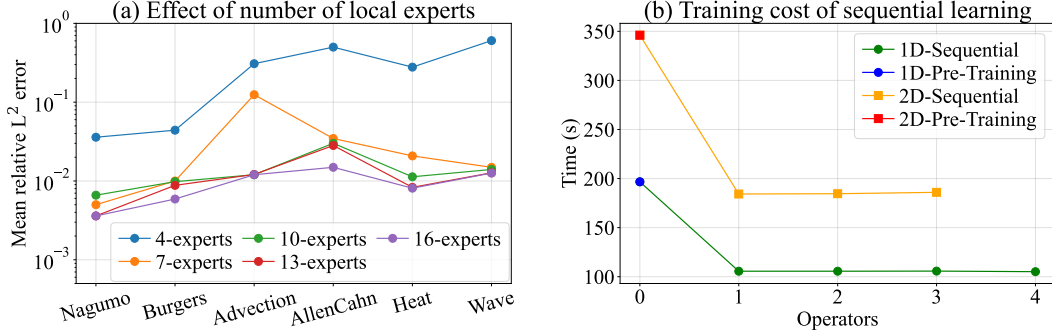 (a) Effect of number of local experts
Mean relative L² error
10⁰
10⁻¹
10⁻²
10⁻³
4-experts
7-experts
10-experts
13-experts
16-experts
Nagumo
Burgers
Advection
AllenCahn
Heat
Wave
(b) Training cost of sequential learning
Time (s)
350
300
250
200
150
100
1D-Sequential
1D-Pre-Training
2D-Sequential
2D-Pre-Training
0
1
2
3
4
Operators